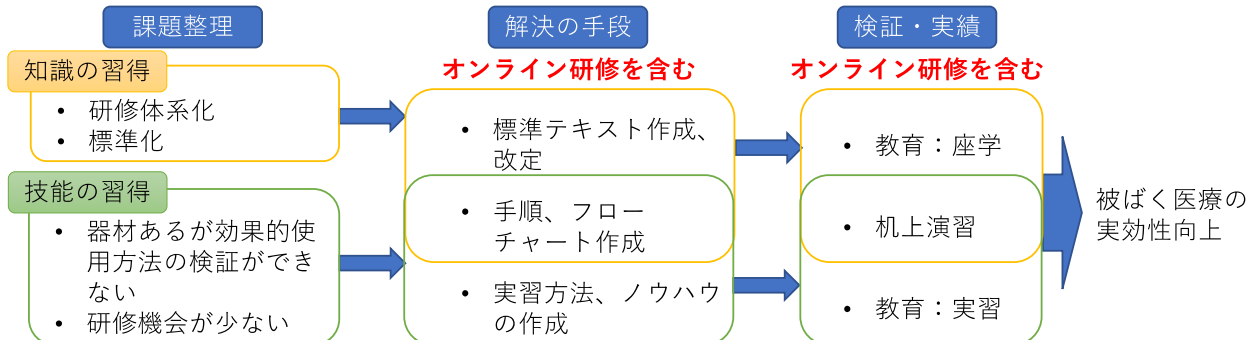 課題整理
解決の手段
検証・実績
オンライン研修を含む
オンライン研修を含む
知識の習得
• 研修体系化
• 標準化
技能の習得
• 器材あるが効果的使
用方法の検証ができ
ない
• 研修機会が少ない
• 標準テキスト作成、
改定
• 手順、フロー
チャート作成
• 実習方法、ノウハウ
の作成
• 教育：座学
• 机上演習
• 教育：実習
被ばく医療の
実効性向上